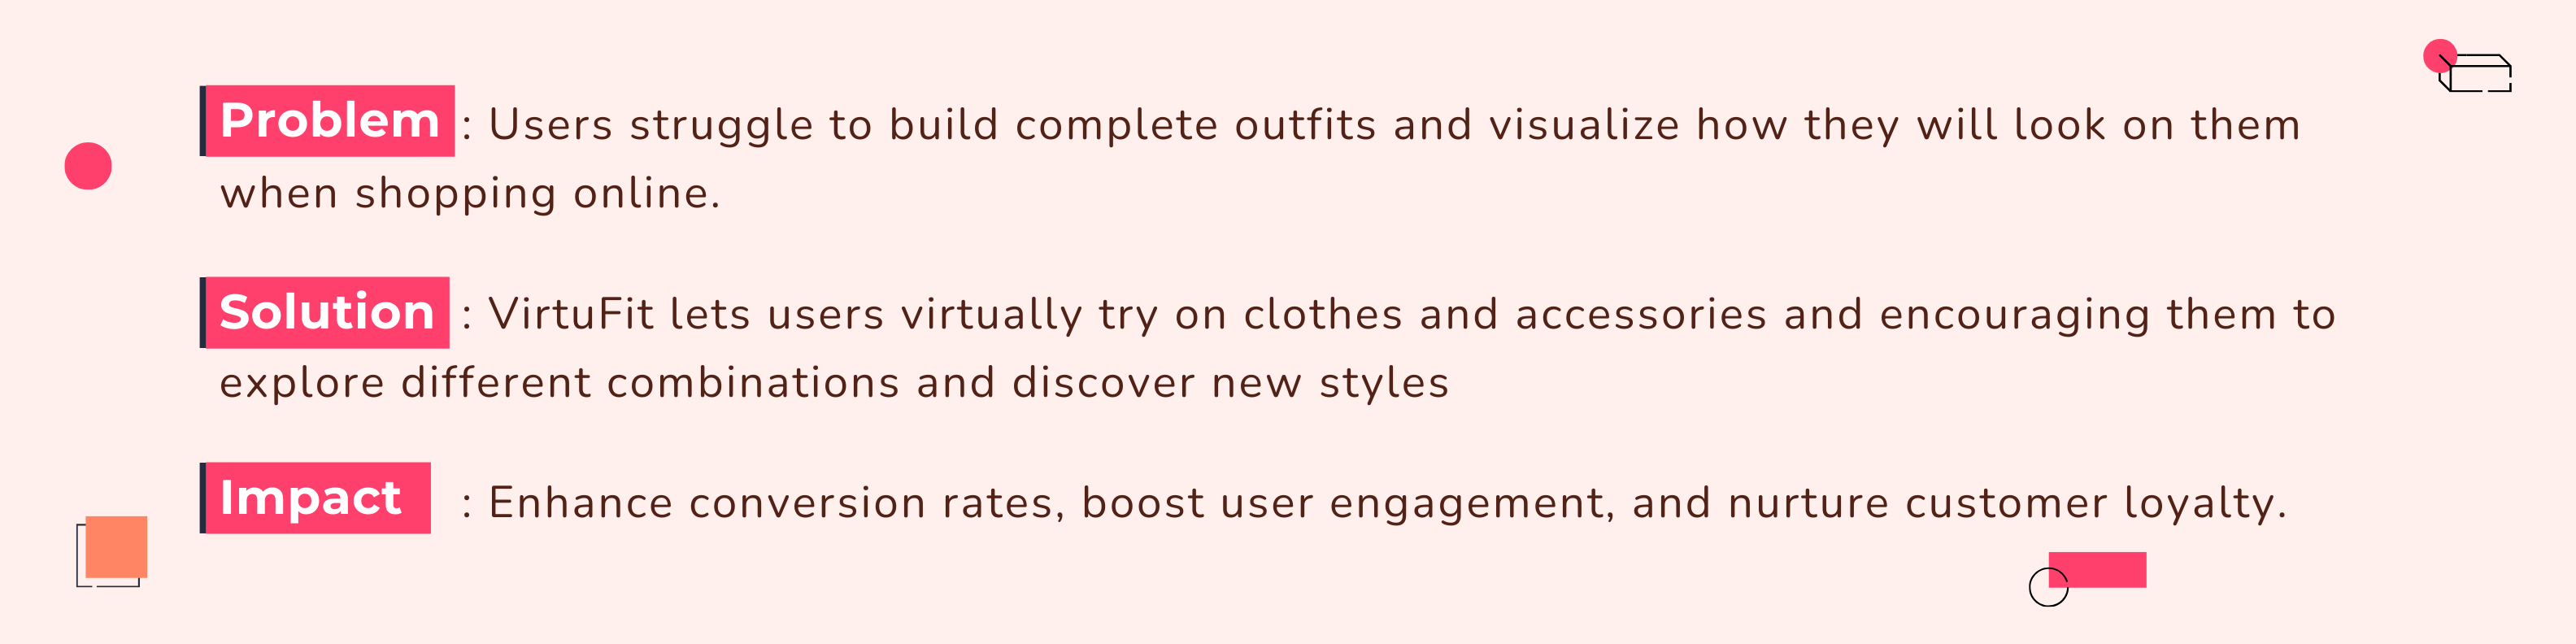 Problem : Users struggle to build complete outfits and visualize how they will look on them
when shopping online.
Solution : VirtuFit lets users virtually try on clothes and accessories and encouraging them to
explore different combinations and discover new styles
Impact : Enhance conversion rates, boost user engagement, and nurture customer loyalty.